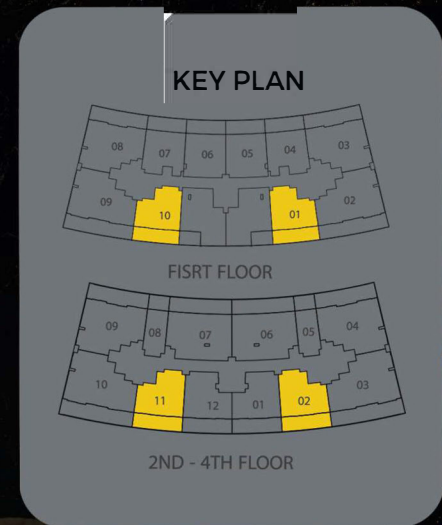 KEY PLAN
08 07 06 05 04 03
09 10 01 02
FISRT FLOOR
09 08 07 06 05 04
10 11 12 01 02 03
2ND - 4TH FLOOR